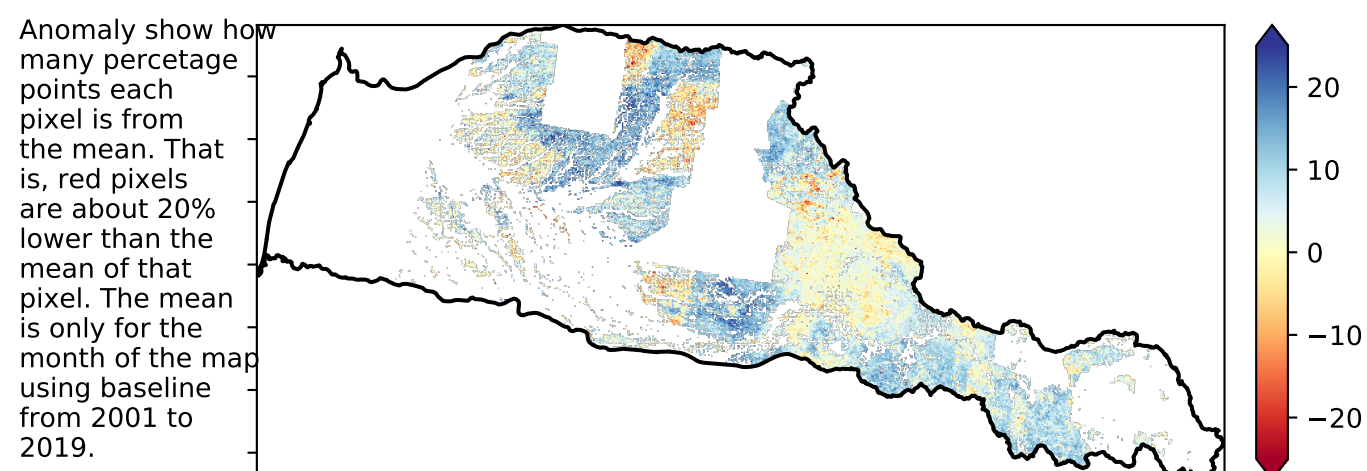 Anomaly show how
many percetage
points each
pixel is from
the mean. That
is, red pixels
are about 20%
lower than the
mean of that
pixel. The mean
is only for the
month of the map
using baseline
from 2001 to
2019.
20
10
0
−10
−20